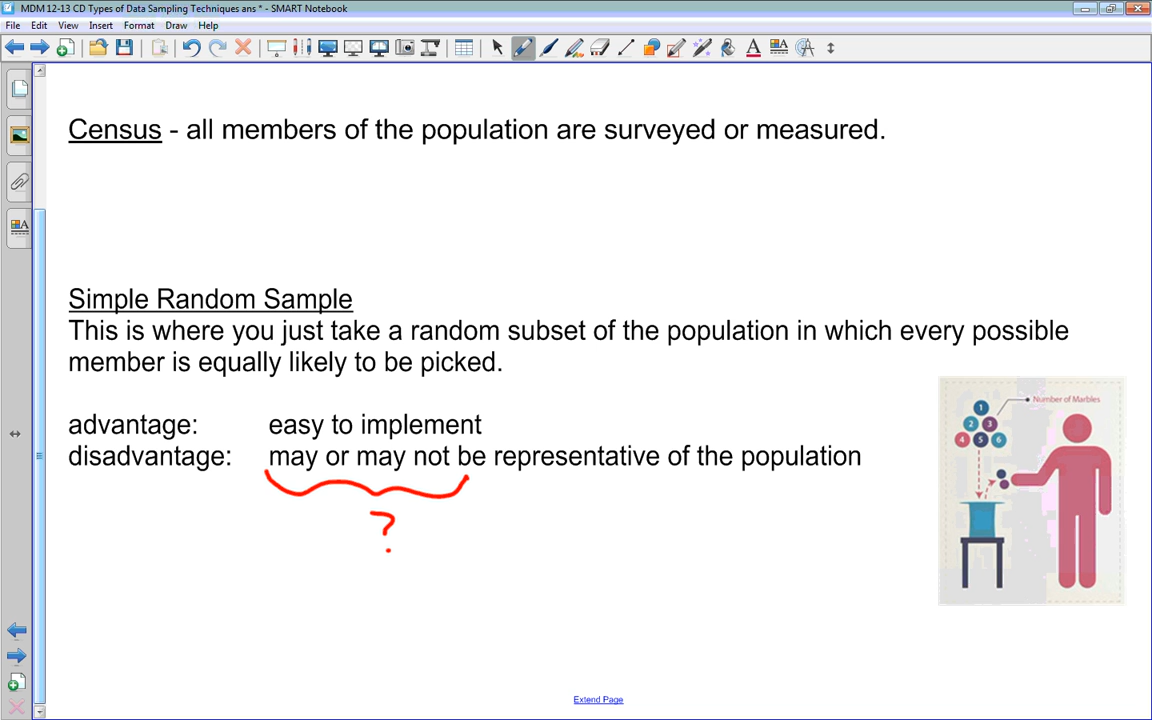 MDM 12-13 CD Types of Data Sampling Techniques ans * - SMART Notebook
File Edit View Insert Format Tools Draw Help
Census - all members of the population are surveyed or measured.
Simple Random Sample
This is where you just take a random subset of the population in which every possible
member is equally likely to be picked.
advantage: easy to implement
disadvantage: may or may not be representative of the population
?
Number of Marbles
1
2 3
4 5 6
Extend Page